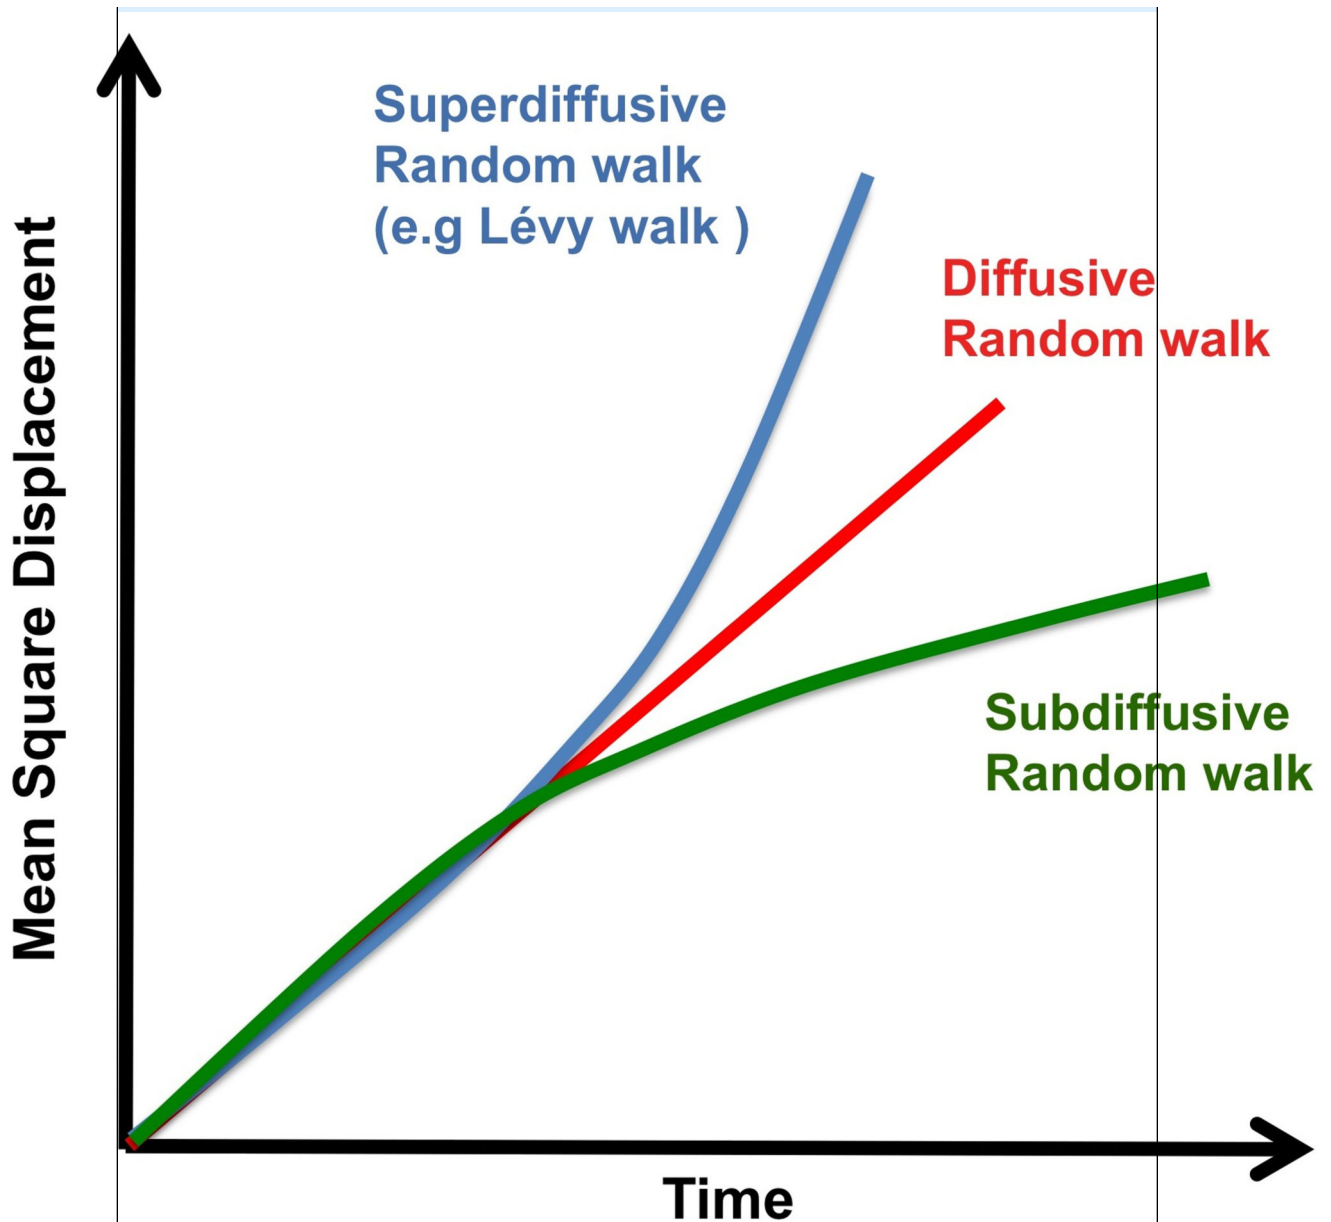 Superdiffusive
Random walk
(e.g Lévy walk )
Diffusive
Random walk
Subdiffusive
Random walk
Mean Square Displacement
Time